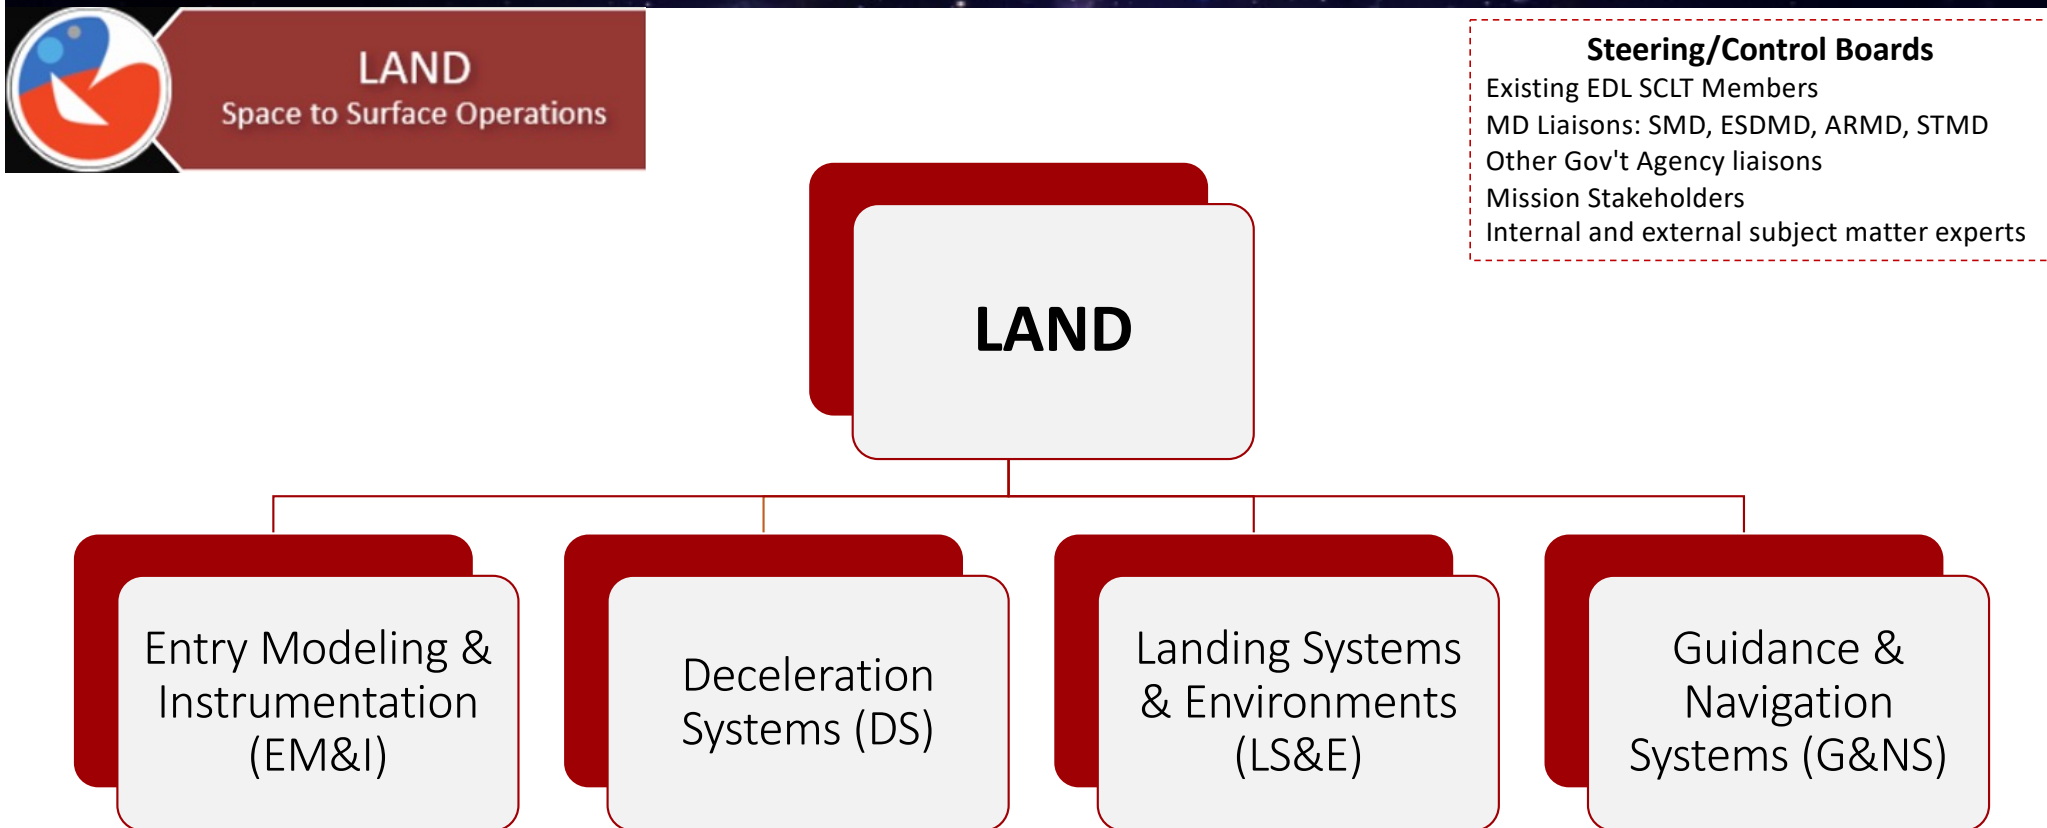 LAND
Space to Surface Operations
Steering/Control Boards
Existing EDL SCLT Members
MD Liaisons: SMD, ESDMD, ARMD, STMD
Other Gov't Agency liaisons
Mission Stakeholders
Internal and external subject matter experts
LAND
Entry Modeling &
Instrumentation
(EM&I)
Deceleration
Systems (DS)
Landing Systems
& Environments
(LS&E)
Guidance &
Navigation
Systems (G&NS)